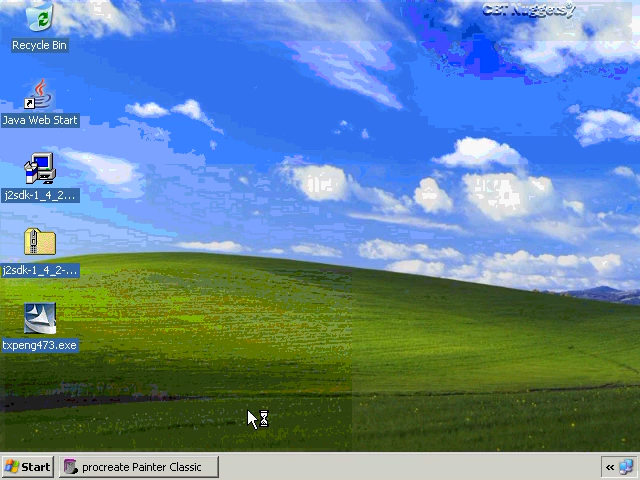 CBT Nuggets
Recycle Bin
Java Web Start
j2sdk-1_4_2...
j2sdk-1_4_2-...
txpeng473.exe
Start
procreate Painter Classic
«